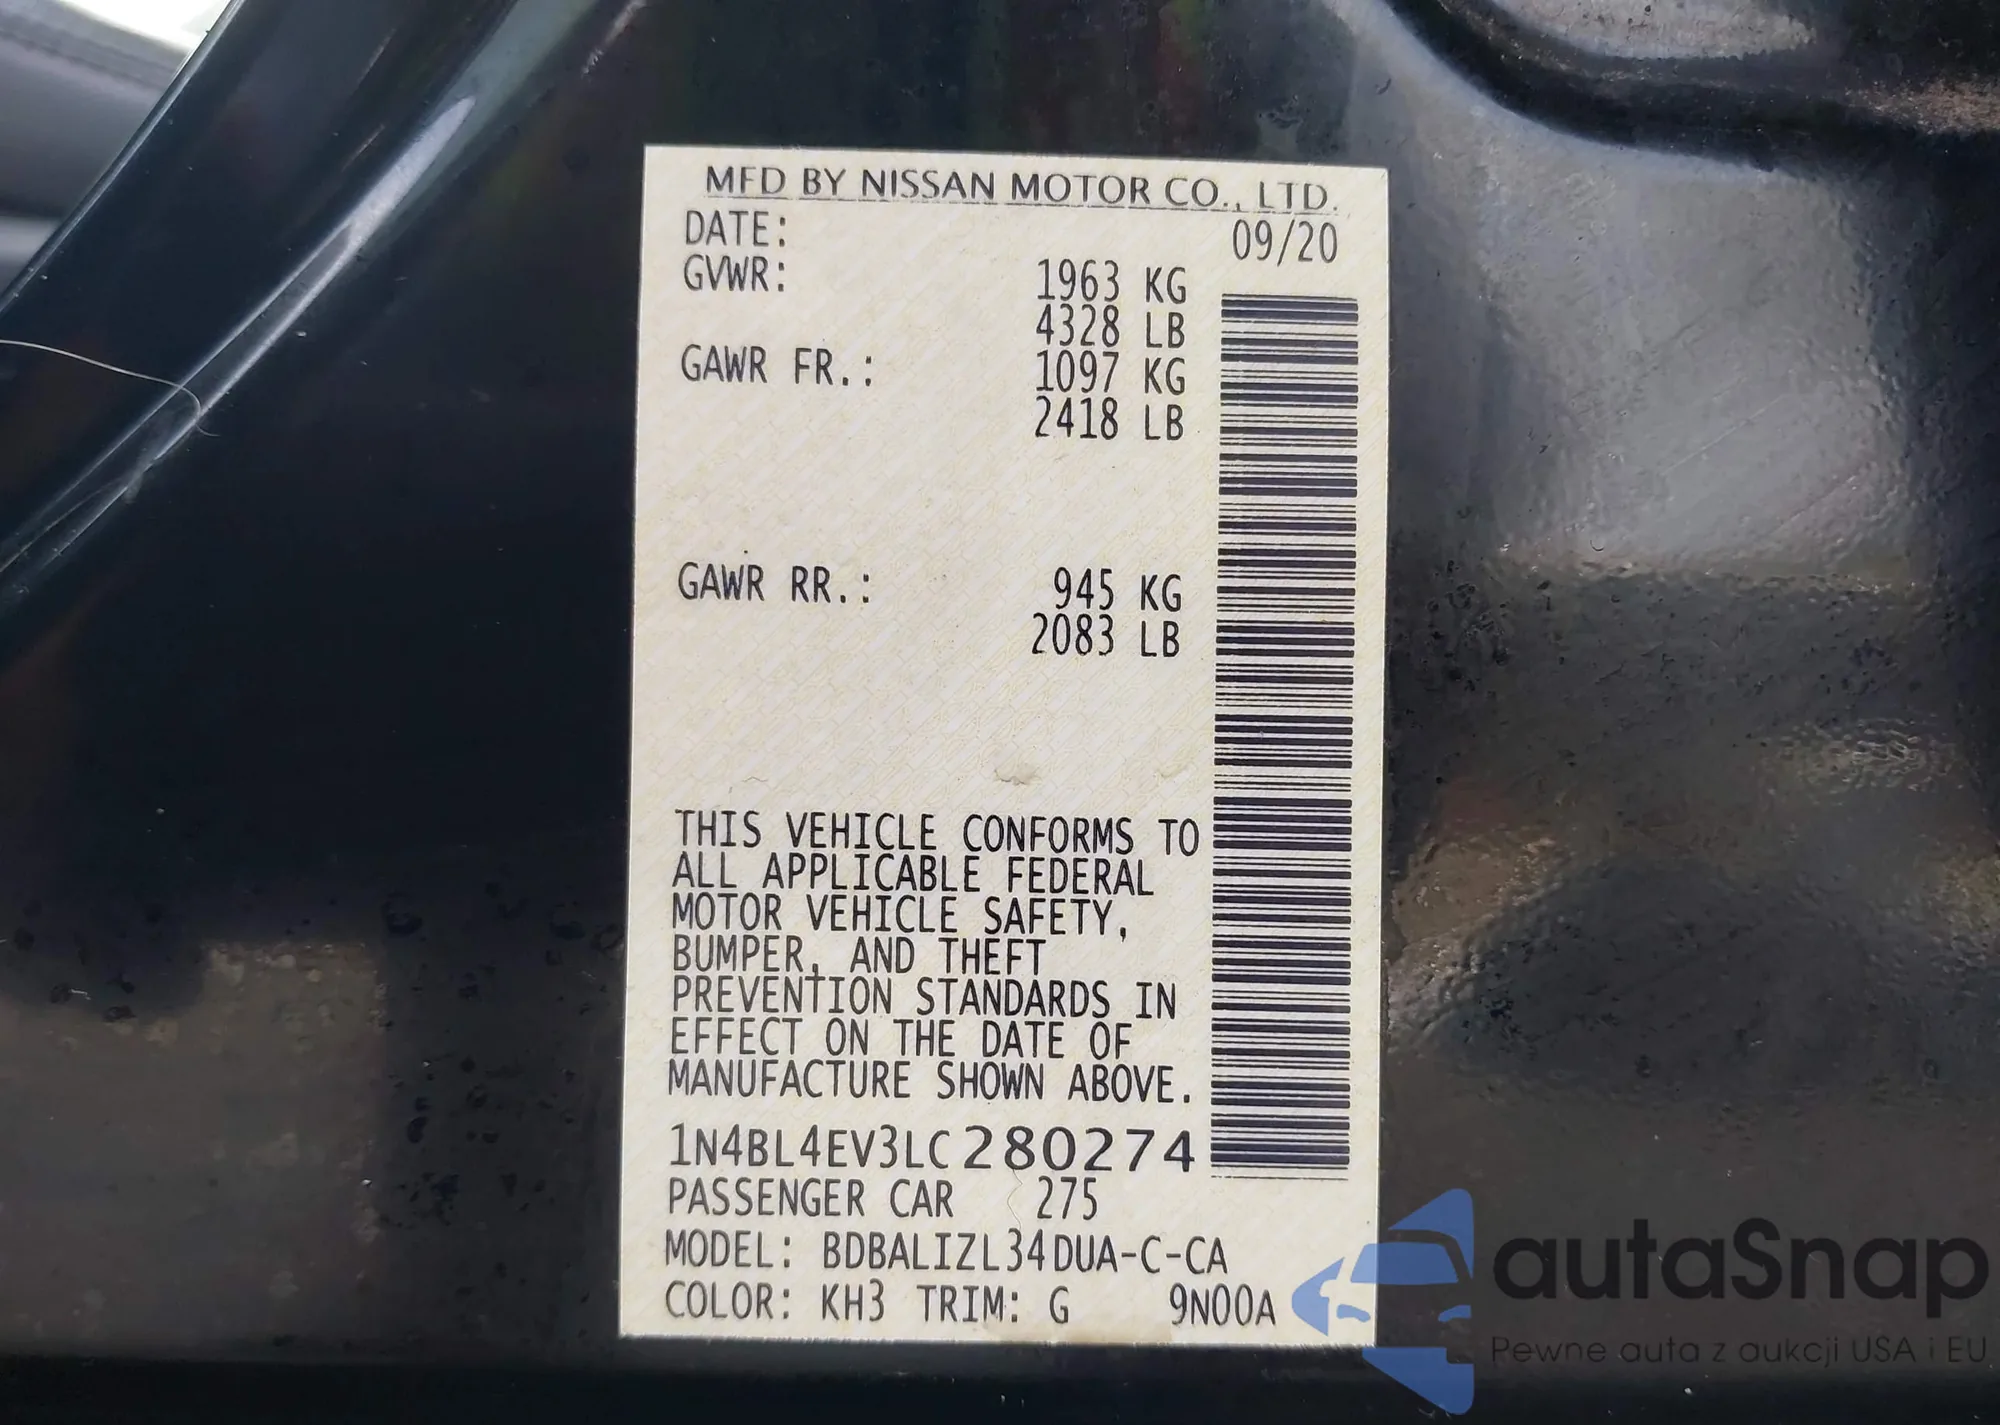 MFD BY NISSAN MOTOR CO., LTD.
DATE: 09/20
GVWR: 1963 KG
4328 LB
GAWR FR.: 1097 KG
2418 LB
GAWR RR.: 945 KG
2083 LB
THIS VEHICLE CONFORMS TO
ALL APPLICABLE FEDERAL
MOTOR VEHICLE SAFETY,
BUMPER, AND THEFT
PREVENTION STANDARDS IN
EFFECT ON THE DATE OF
MANUFACTURE SHOWN ABOVE.
1N4BL4EV3LC280274
PASSENGER CAR 275
MODEL: BDBALIZL34DUA-C-CA
COLOR: KH3 TRIM: G 9N00A
autoSnap
Pewne auta z aukcji USA i EU